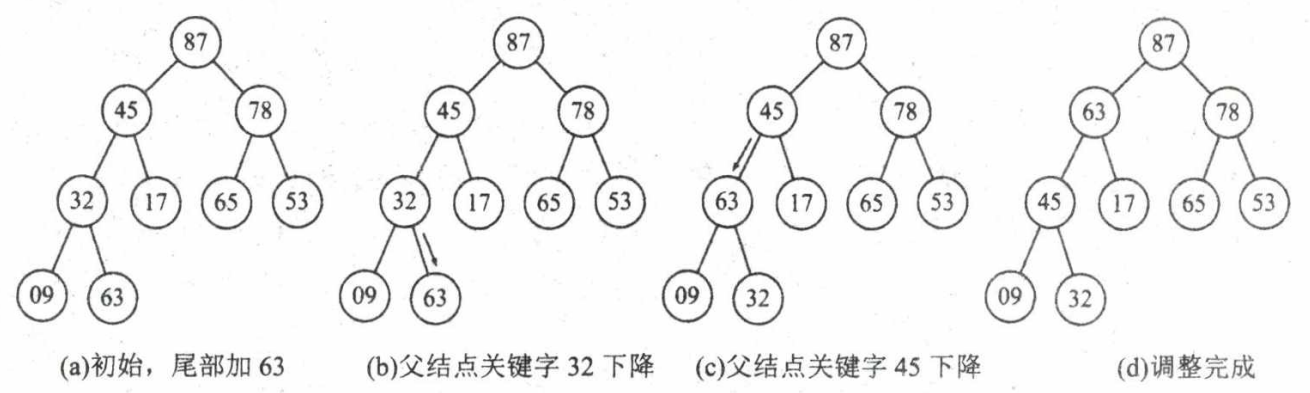 87 87 87 87
45 78 45 78 45 78 63 78
32 17 65 53 32 17 65 53 63 17 65 53 45 17 65 53
09 63 09 63 09 32 09 32
(a)初始，尾部加 63 (b)父结点关键字 32 下降 (c)父结点关键字 45 下降 (d)调整完成